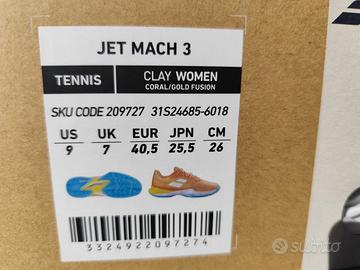 JET MACH 3
TENNIS
CLAY WOMEN
CORAL/GOLD FUSION
SKU CODE 209727 31S24685-6018
US UK EUR JPN CM
9 7 40,5 25,5 26
3324922097274
subito